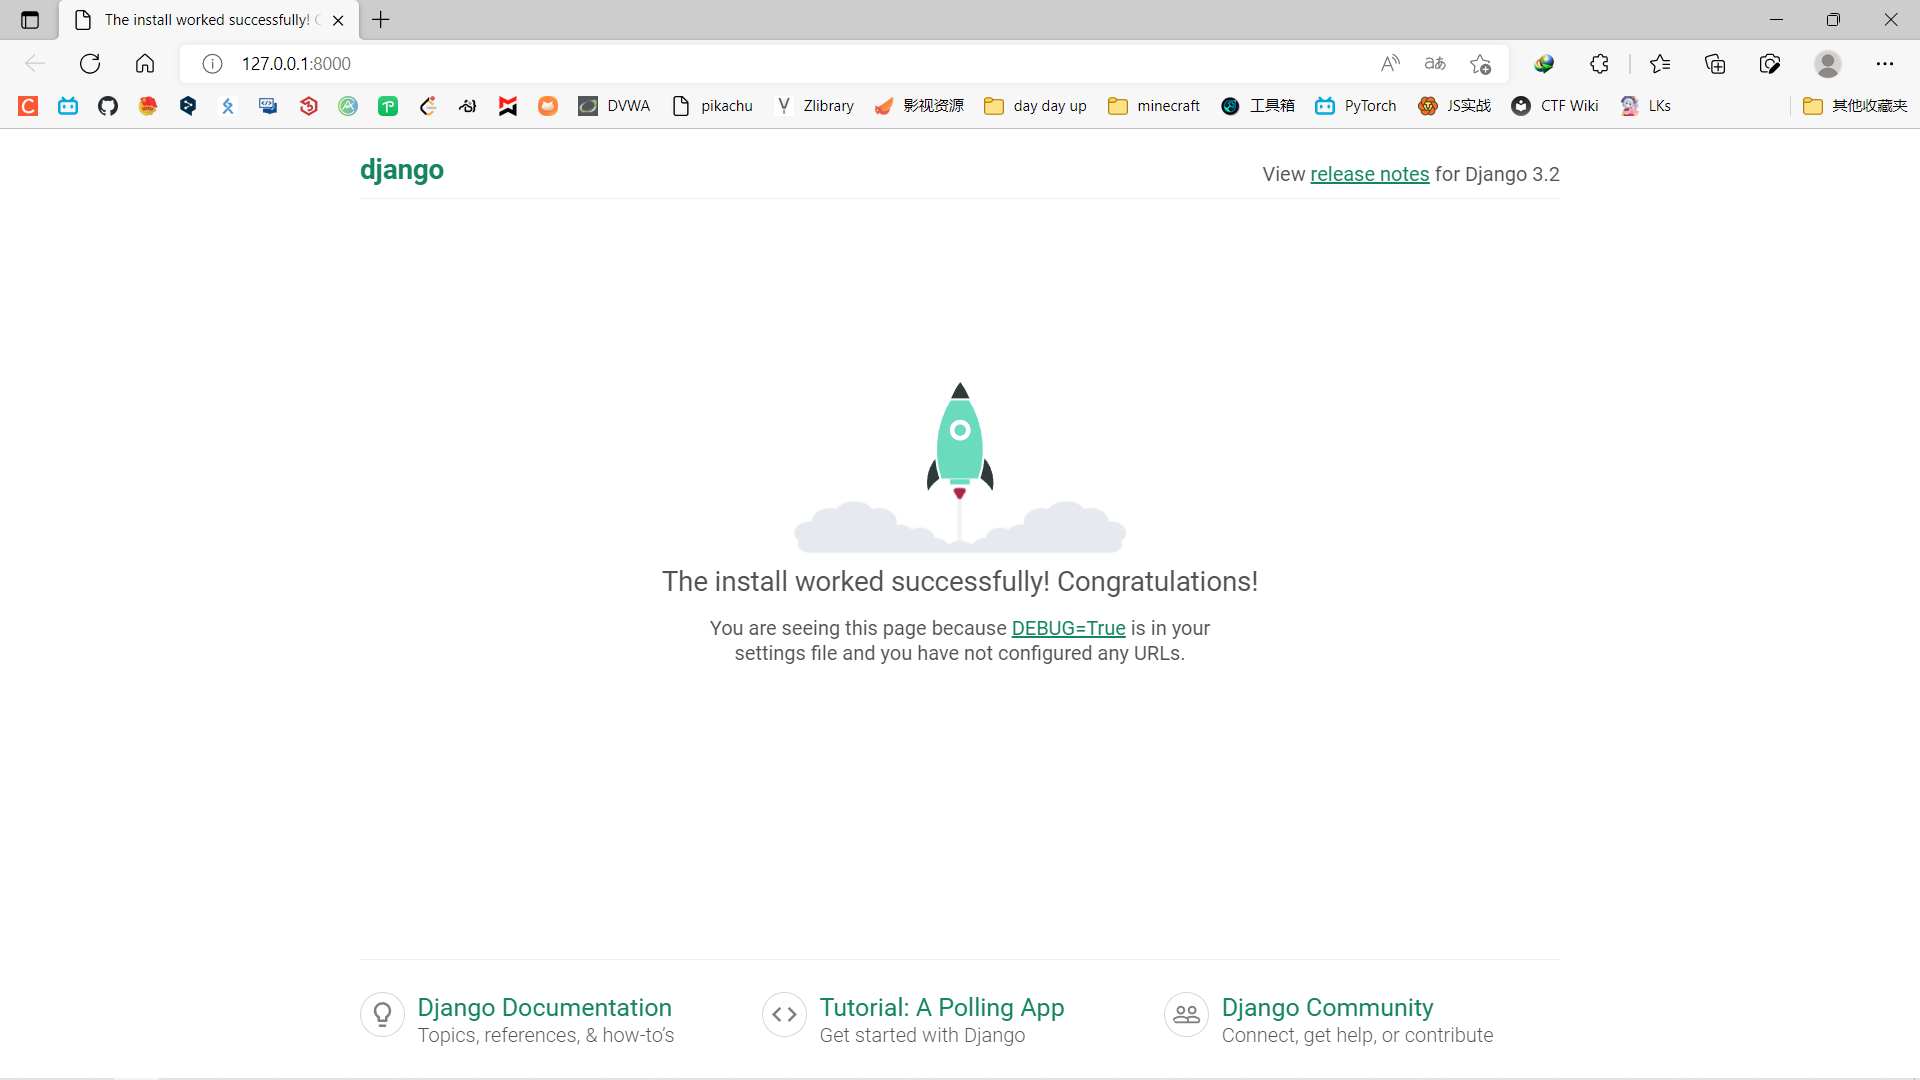 The install worked successfully! C
127.0.0.1:8000
DVWA
pikachu
Zlibrary
影视资源
day day up
minecraft
工具箱
PyTorch
JS实战
CTF Wiki
LKs
其他收藏夹
django
View release notes for Django 3.2
The install worked successfully! Congratulations!
You are seeing this page because DEBUG=True is in your
settings file and you have not configured any URLs.
Django Documentation
Topics, references, & how-to’s
Tutorial: A Polling App
Get started with Django
Django Community
Connect, get help, or contribute